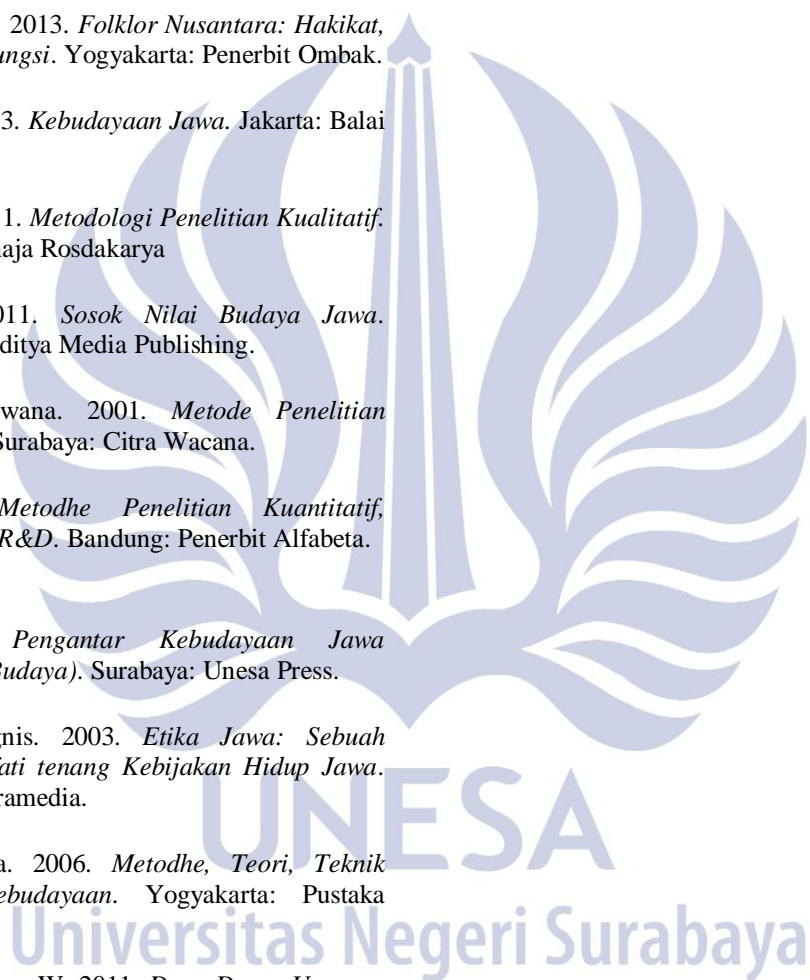 2013. Folklor Nusantara: Hakikat,
ungsi. Yogyakarta: Penerbit Ombak.
3. Kebudayaan Jawa. Jakarta: Balai
1. Metodologi Penelitian Kualitatif.
naja Rosdakarya
011. Sosok Nilai Budaya Jawa.
ditya Media Publishing.
wana. 2001. Metode Penelitian
Surabaya: Citra Wacana.
Metodhe Penelitian Kuantitatif,
R&D. Bandung: Penerbit Alfabeta.
Pengantar Kebudayaan Jawa
Budaya). Surabaya: Unesa Press.
gnis. 2003. Etika Jawa: Sebuah
fati tenang Kebijakan Hidup Jawa.
ramedia.
a. 2006. Metodhe, Teori, Teknik
ebudayaan. Yogyakarta: Pustaka
UNESA
Universitas Negeri Surabaya
W. 2011.